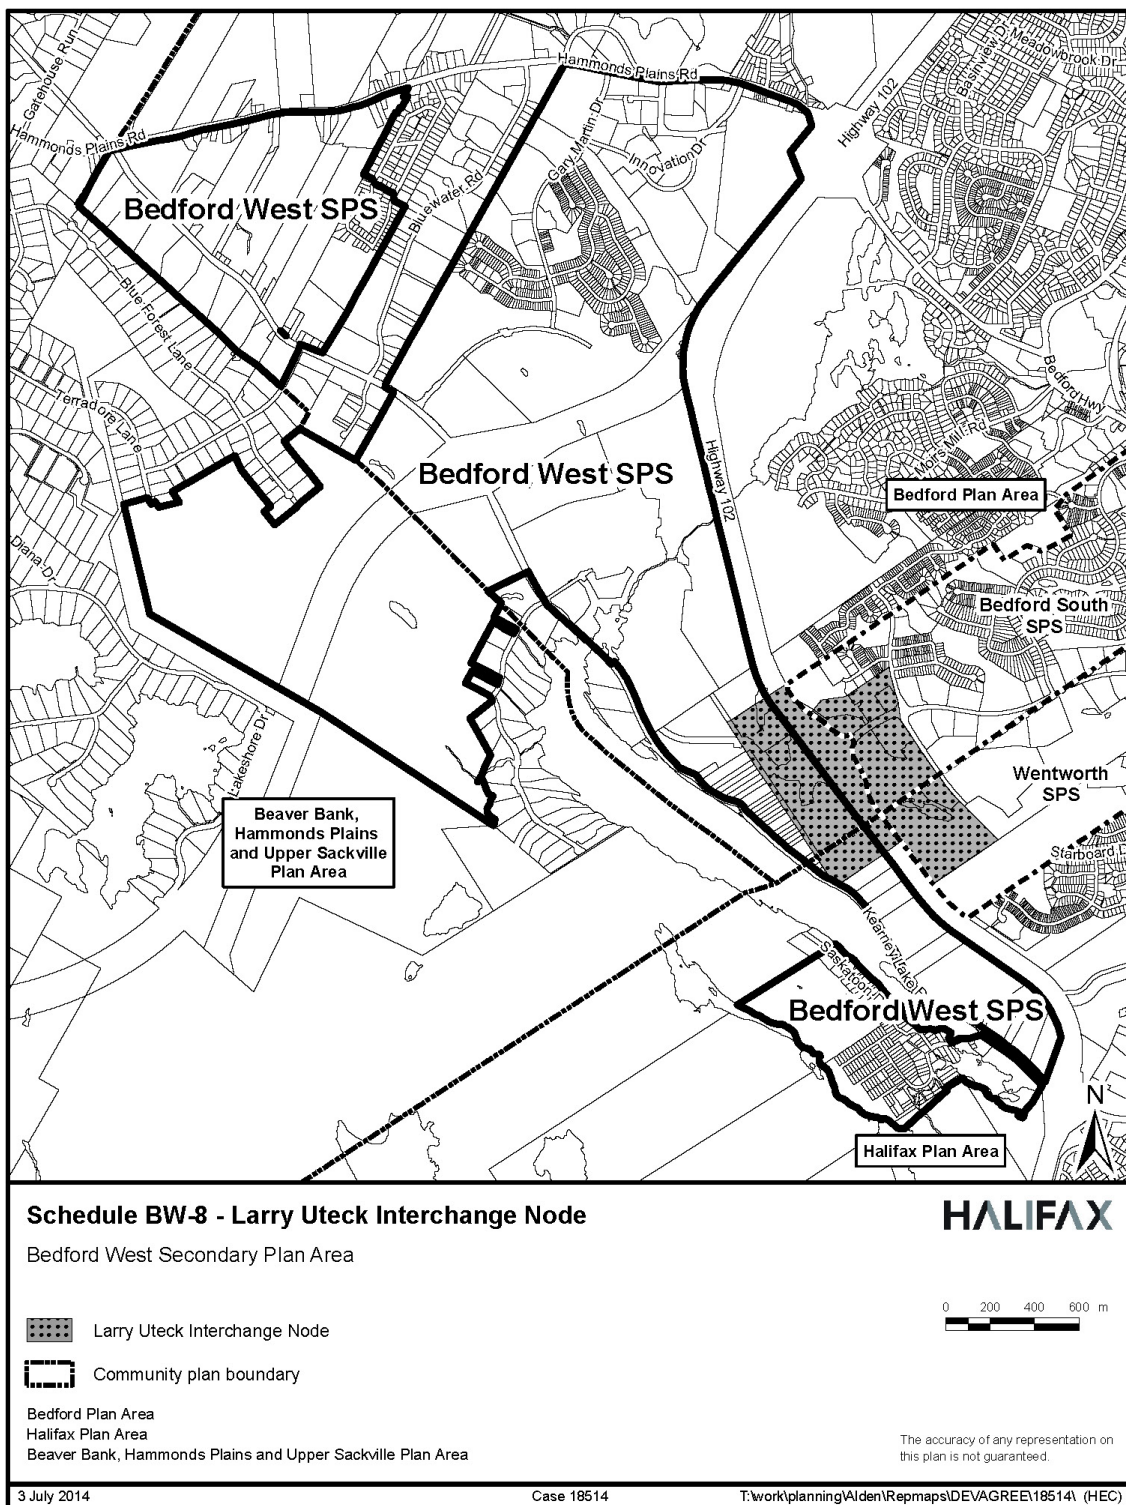 Hammonds Plains Rd
Gatehouse Run
Hammonds Plains Rd
Bedford West SPS
Bluewater Rd
Gary Martin Dr
Innovation Dr
Highway 102
Basinview Dr
Meadowbrook Dr
Blue Forest Lane
Terradore Lane
Diana Dr
Lakeshore Dr
Bedford West SPS
Highway 102
Bedford Hwy
Moirs Mill Rd
Bedford Plan Area
Bedford South
SPS
Wentworth
SPS
Starboard D
Beaver Bank,
Hammonds Plains
and Upper Sackville
Plan Area
Kearney Lake
Saskatoon
Bedford West SPS
N
Halifax Plan Area
Schedule BW-8 - Larry Uteck Interchange Node
Bedford West Secondary Plan Area
HALIFAX
0 200 400 600 m
Larry Uteck Interchange Node
Community plan boundary
Bedford Plan Area
Halifax Plan Area
Beaver Bank, Hammonds Plains and Upper Sackville Plan Area
The accuracy of any representation on
this plan is not guaranteed.
3 July 2014
Case 18514
T:\work\planning\Alden\Repmaps\DEVAGREE\18514\ (HEC)